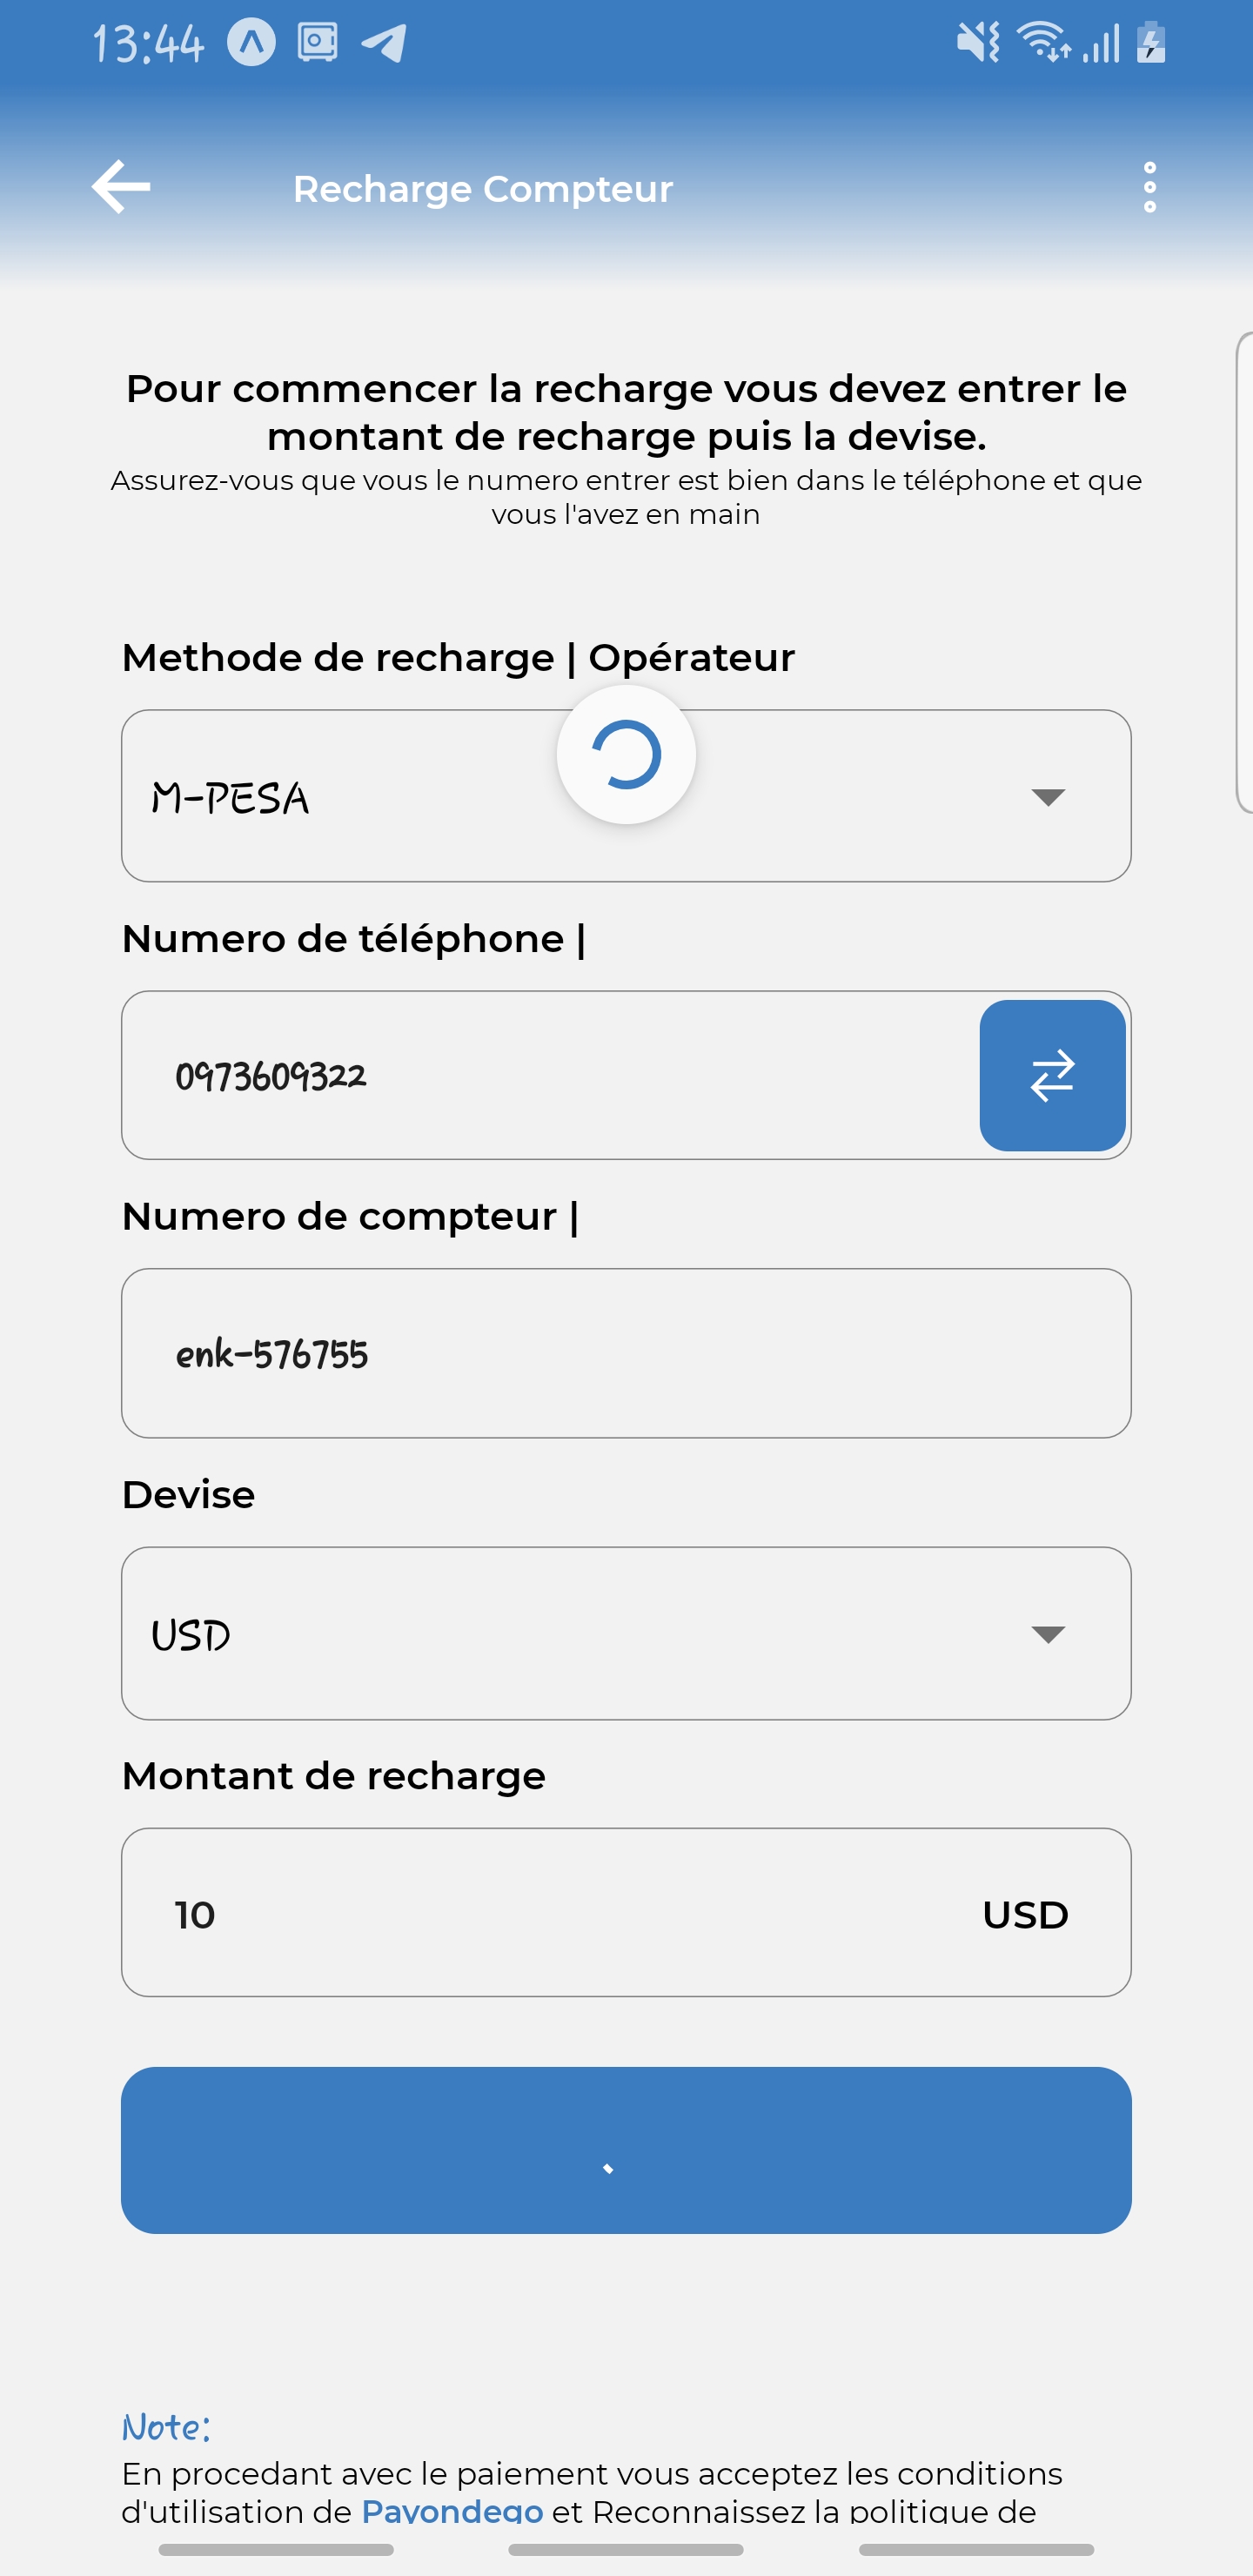 13:44
Recharge Compteur
Pour commencer la recharge vous devez entrer le
montant de recharge puis la devise.
Assurez-vous que vous le numero entrer est bien dans le téléphone et que
vous l'avez en main
Methode de recharge | Opérateur
M-PESA
Numero de téléphone |
0973609322
Numero de compteur |
enk-576755
Devise
USD
Montant de recharge
10 USD
Note:
En procedant avec le paiement vous acceptez les conditions
d'utilisation de Payondego et Reconnaissez la politique de